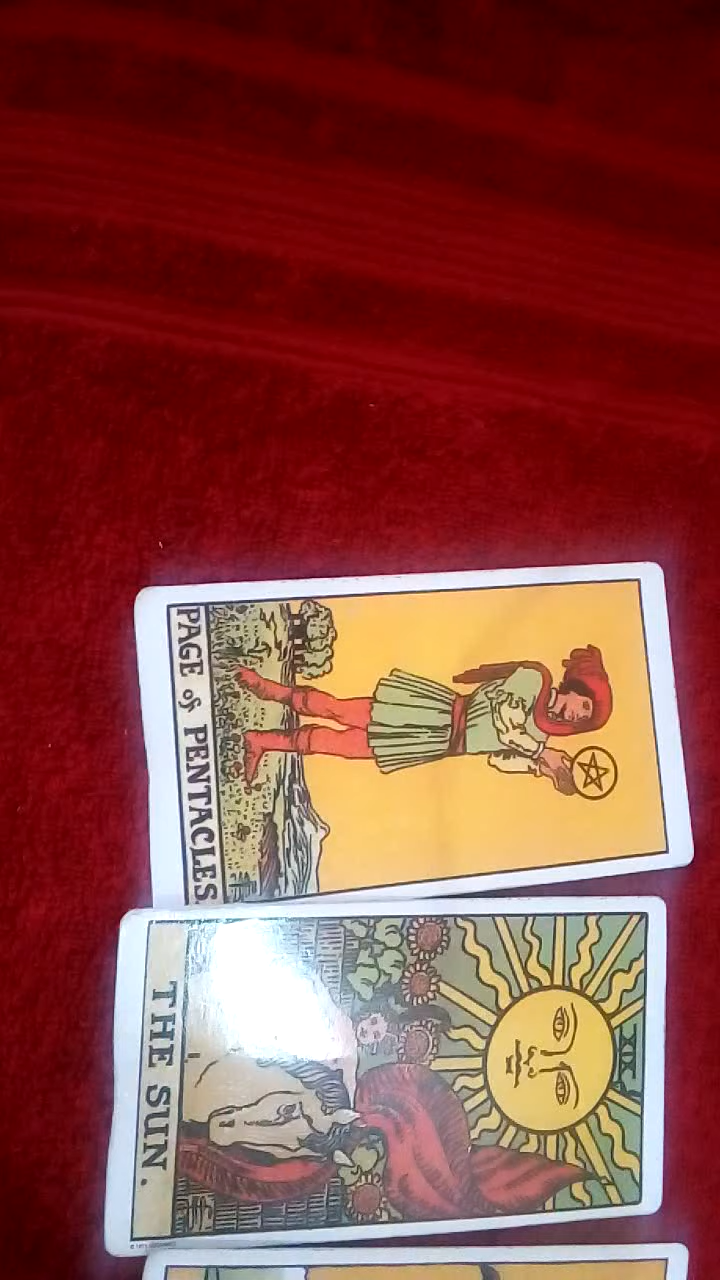 PAGE of PENTACLES.
XIX
THE SUN.